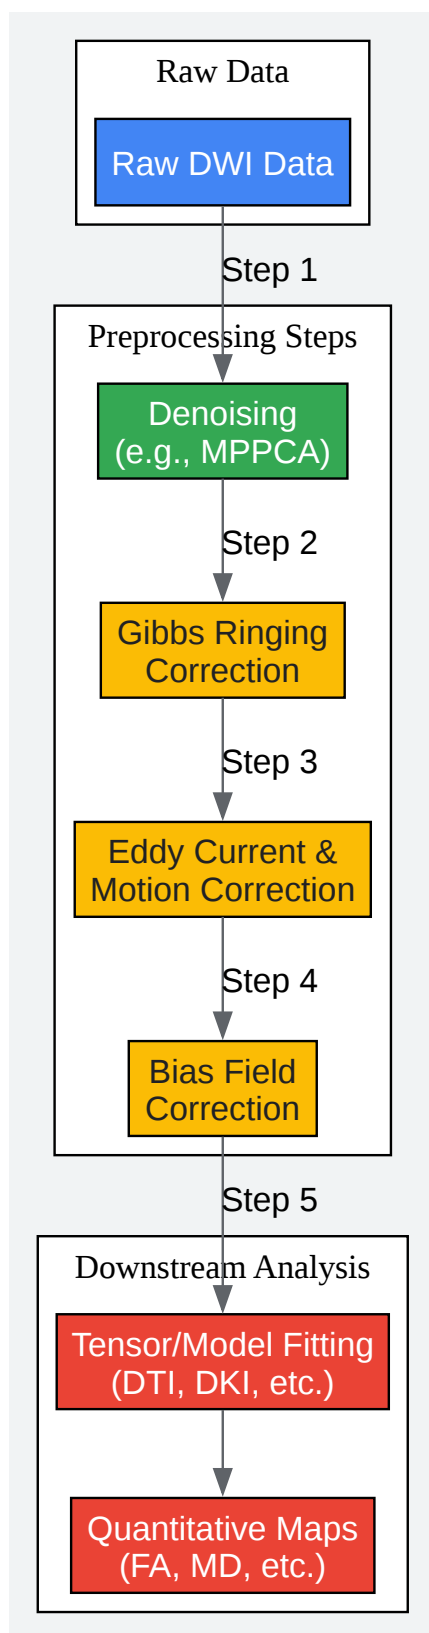 Raw Data
Raw DWI Data
Step 1
Preprocessing Steps
Denoising
(e.g., MPPCA)
Step 2
Gibbs Ringing
Correction
Step 3
Eddy Current &
Motion Correction
Step 4
Bias Field
Correction
Step 5
Downstream Analysis
Tensor/Model Fitting
(DTI, DKI, etc.)
Quantitative Maps
(FA, MD, etc.)